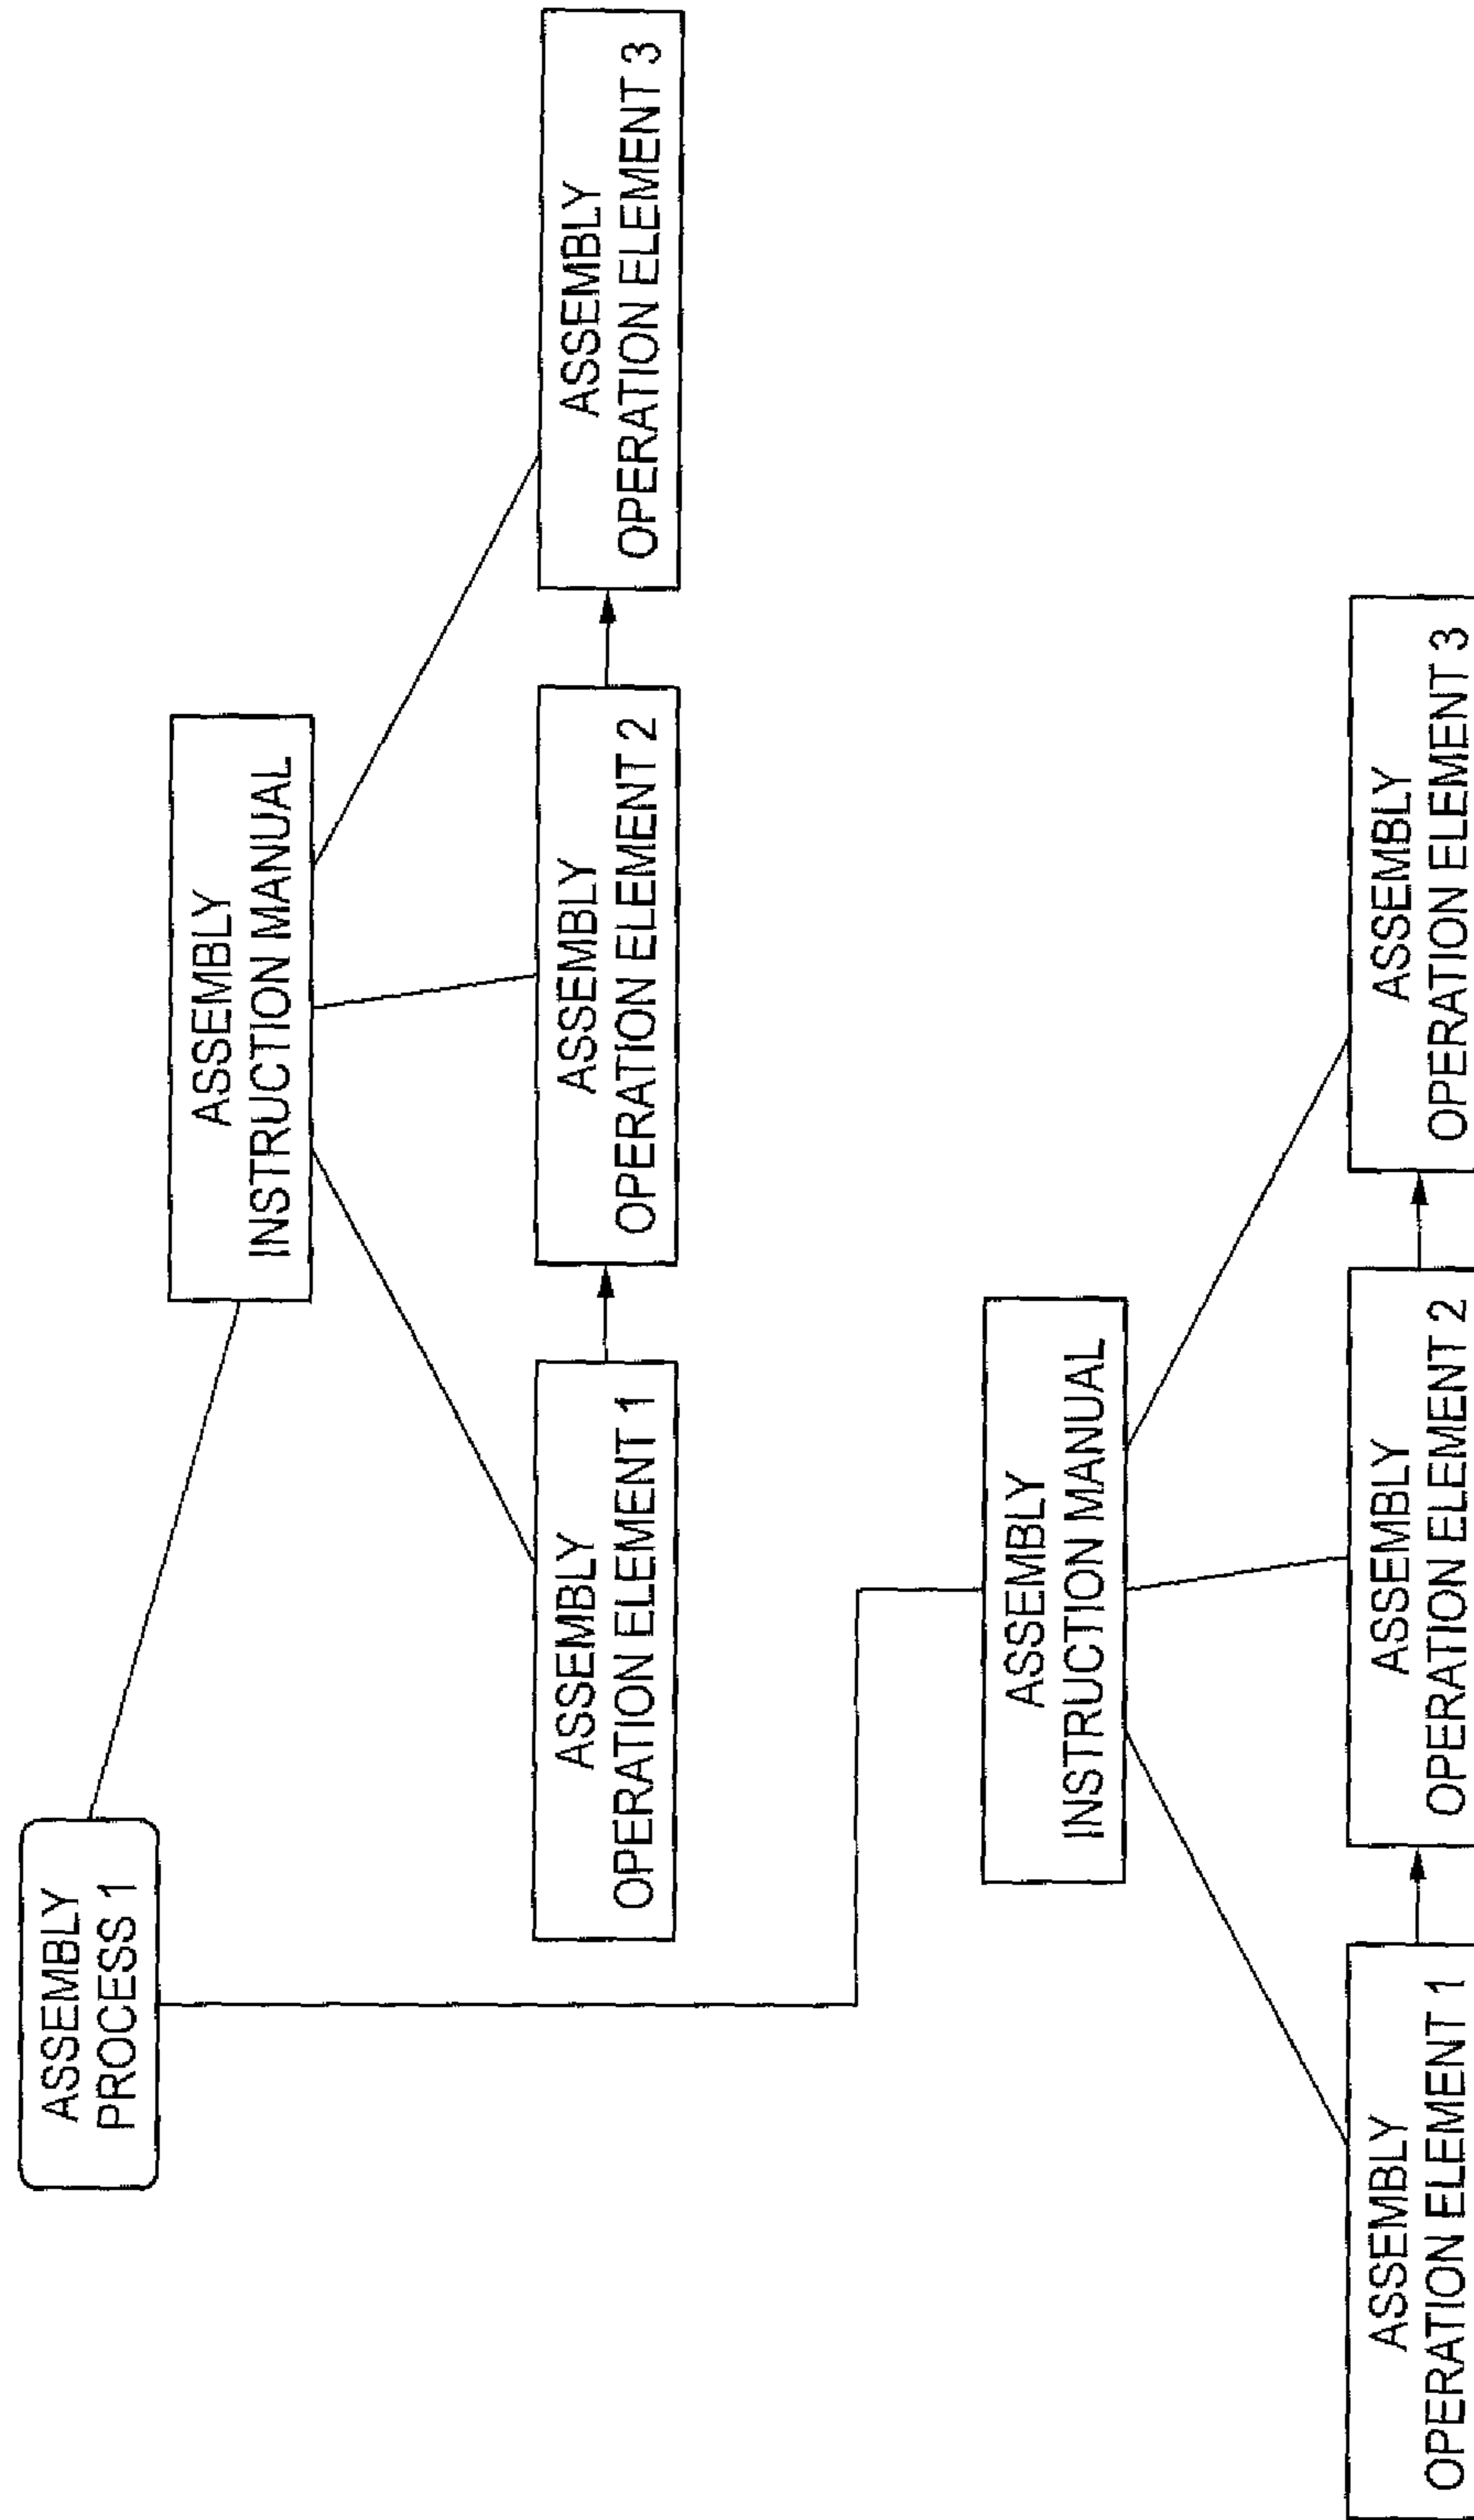 ASSEMBLY
PROCESS 1
ASSEMBLY
INSTRUCTION MANUAL
ASSEMBLY
OPERATION ELEMENT 1
ASSEMBLY
OPERATION ELEMENT 2
ASSEMBLY
OPERATION ELEMENT 3
ASSEMBLY
INSTRUCTION MANUAL
ASSEMBLY
OPERATION ELEMENT 1
ASSEMBLY
OPERATION ELEMENT 2
ASSEMBLY
OPERATION ELEMENT 3